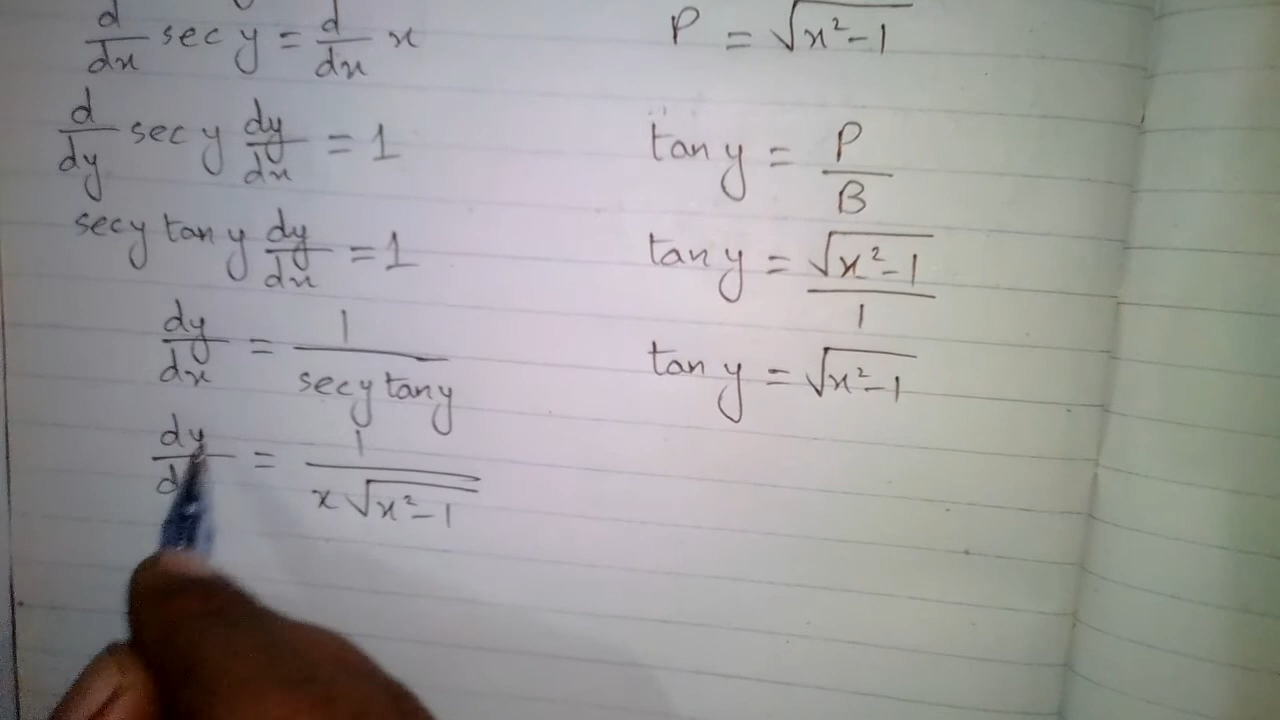 d/dx sec y = d/dx x
d/dy sec y dy/dx = 1
sec y tan y dy/dx = 1
dy/dx = 1/(sec y tan y)
dy/d = 1/(x√(x²-1))
P = √(x²-1)
tan y = P/B
tan y = √(x²-1)/1
tan y = √(x²-1)